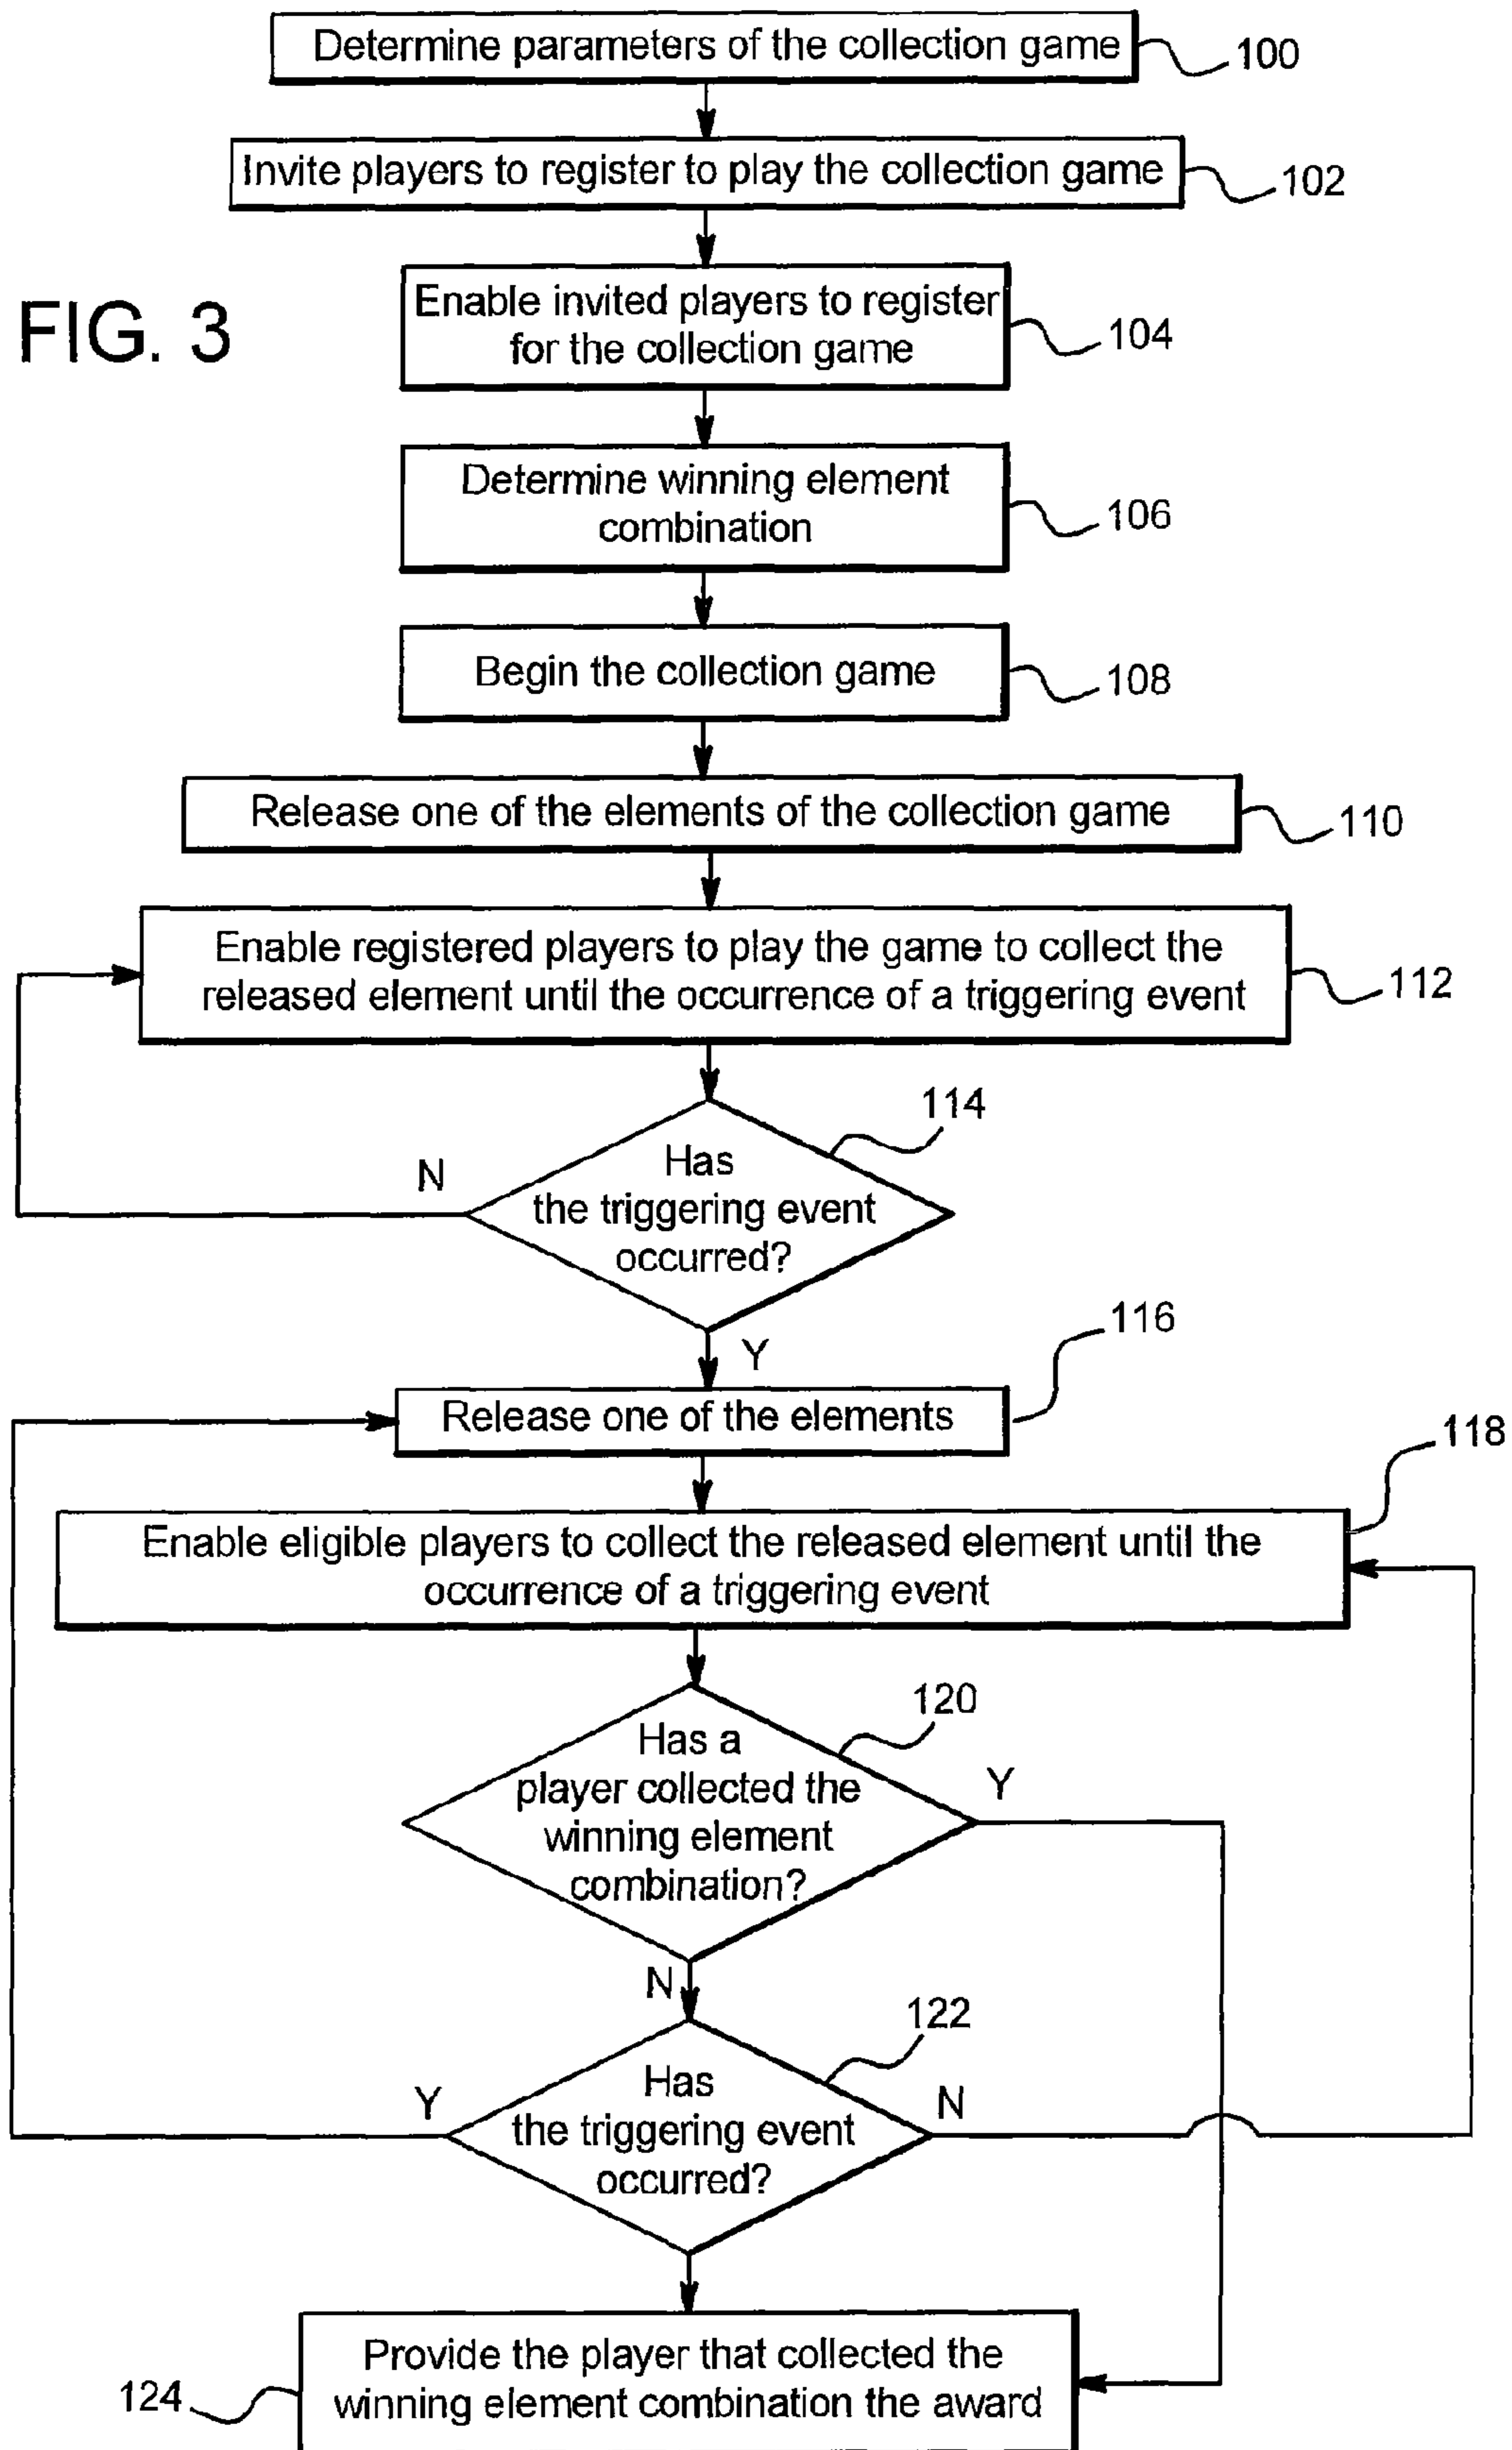 Determine parameters of the collection game
100
Invite players to register to play the collection game
102
FIG. 3
Enable invited players to register
for the collection game
104
Determine winning element
combination
106
Begin the collection game
108
Release one of the elements of the collection game
110
Enable registered players to play the game to collect the
released element until the occurrence of a triggering event
112
114
Has
the triggering event
occurred?
N
Y
116
Release one of the elements
118
Enable eligible players to collect the released element until the
occurrence of a triggering event
120
Has a
player collected the
winning element
combination?
Y
N
122
Has
the triggering event
occurred?
Y
N
Provide the player that collected the
winning element combination the award
124